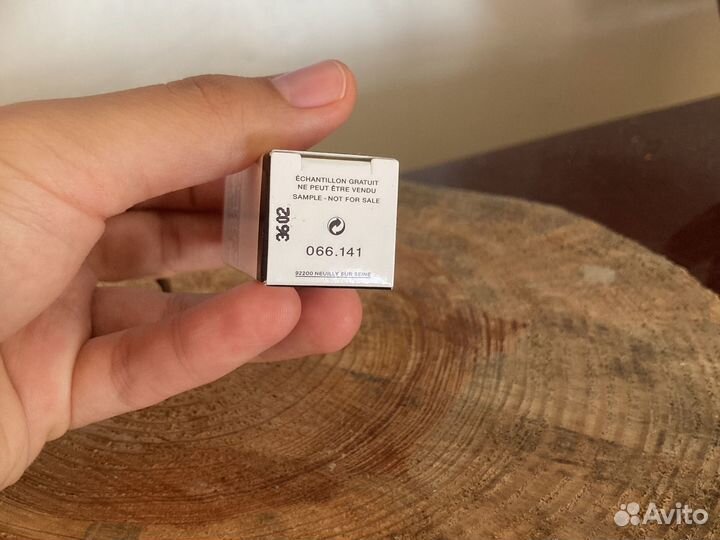 ÉCHANTILLON GRATUIT
NE PEUT ÊTRE VENDU
SAMPLE - NOT FOR SALE
3602
066.141
92200 NEUILLY SUR SEINE
Avito